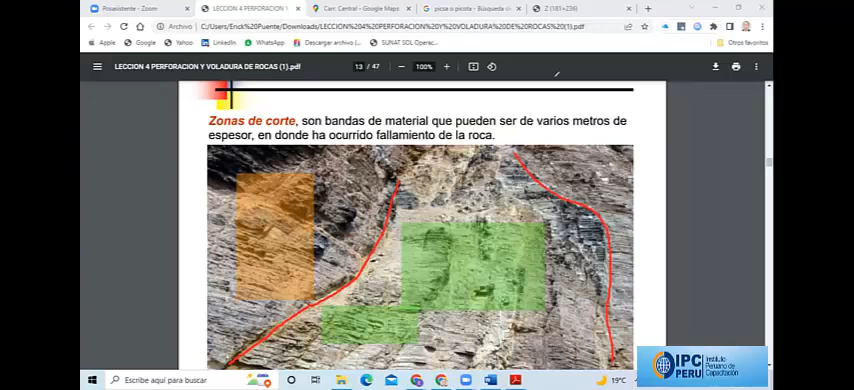 Posasistente - Zoom
LECCION 4 PERFORACION Y
Carr. Central - Google Maps
picsa o picota - Búsqueda
Z (181×236)
Archivo
C:/Users/Erick%20Puente/Downloads/LECCION%204%20PERFORACION%20Y%20VOLADURA%20DE%20ROCAS%20(1).pdf
Apple
Google
Yahoo
LinkedIn
WhatsApp
Descargar archivo (...
SUNAT SOL Operac...
Otros favoritos
LECCION 4 PERFORACION Y VOLADURA DE ROCAS (1).pdf
13 / 47
100%
Zonas de corte, son bandas de material que pueden ser de varios metros de
espesor, en donde ha ocurrido fallamiento de la roca.
IPC
PERU
Instituto
Peruano de
Capacitación
Escribe aquí para buscar
19°C